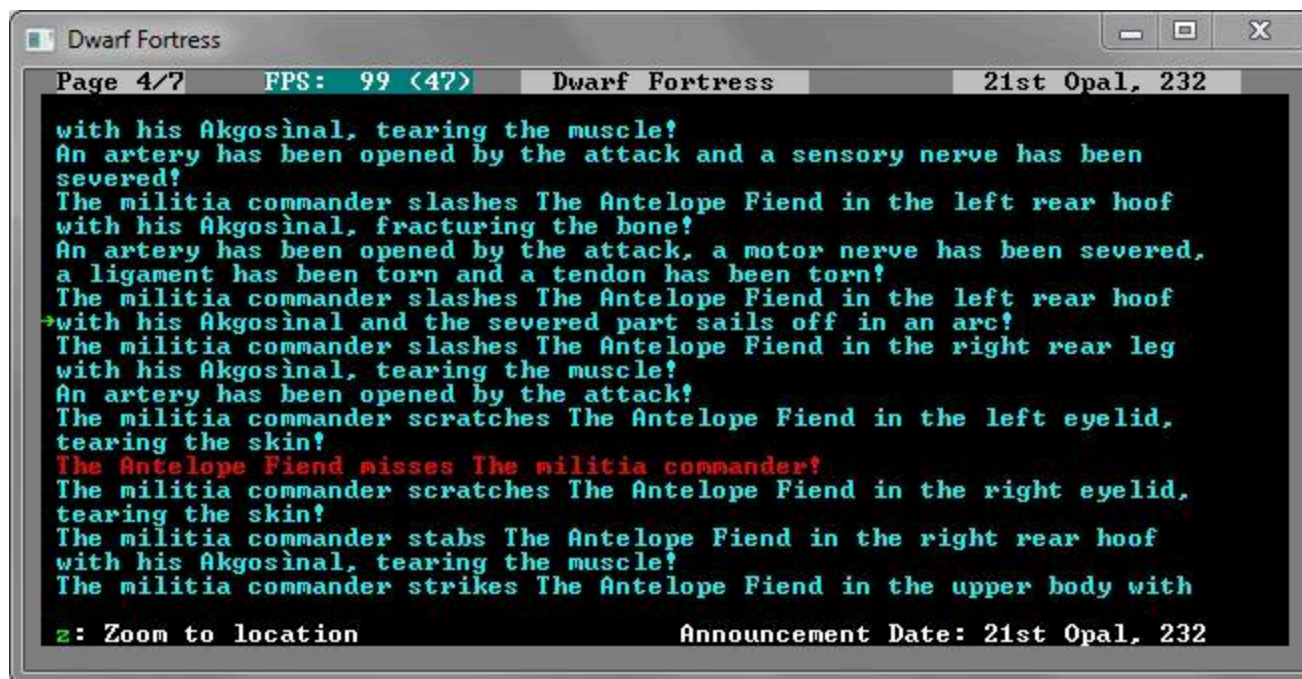 Dwarf Fortress
Page 4/7 FPS: 99 (47) Dwarf Fortress 21st Opal, 232
with his Akgosìnal, tearing the muscle!
An artery has been opened by the attack and a sensory nerve has been
severed!
The militia commander slashes The Antelope Fiend in the left rear hoof
with his Akgosìnal, fracturing the bone!
An artery has been opened by the attack, a motor nerve has been severed,
a ligament has been torn and a tendon has been torn!
The militia commander slashes The Antelope Fiend in the left rear hoof
→with his Akgosìnal and the severed part sails off in an arc!
The militia commander slashes The Antelope Fiend in the right rear leg
with his Akgosìnal, tearing the muscle!
An artery has been opened by the attack!
The militia commander scratches The Antelope Fiend in the left eyelid,
tearing the skin!
The Antelope Fiend misses The militia commander!
The militia commander scratches The Antelope Fiend in the right eyelid,
tearing the skin!
The militia commander stabs The Antelope Fiend in the right rear hoof
with his Akgosìnal, tearing the muscle!
The militia commander strikes The Antelope Fiend in the upper body with
z: Zoom to location Announcement Date: 21st Opal, 232